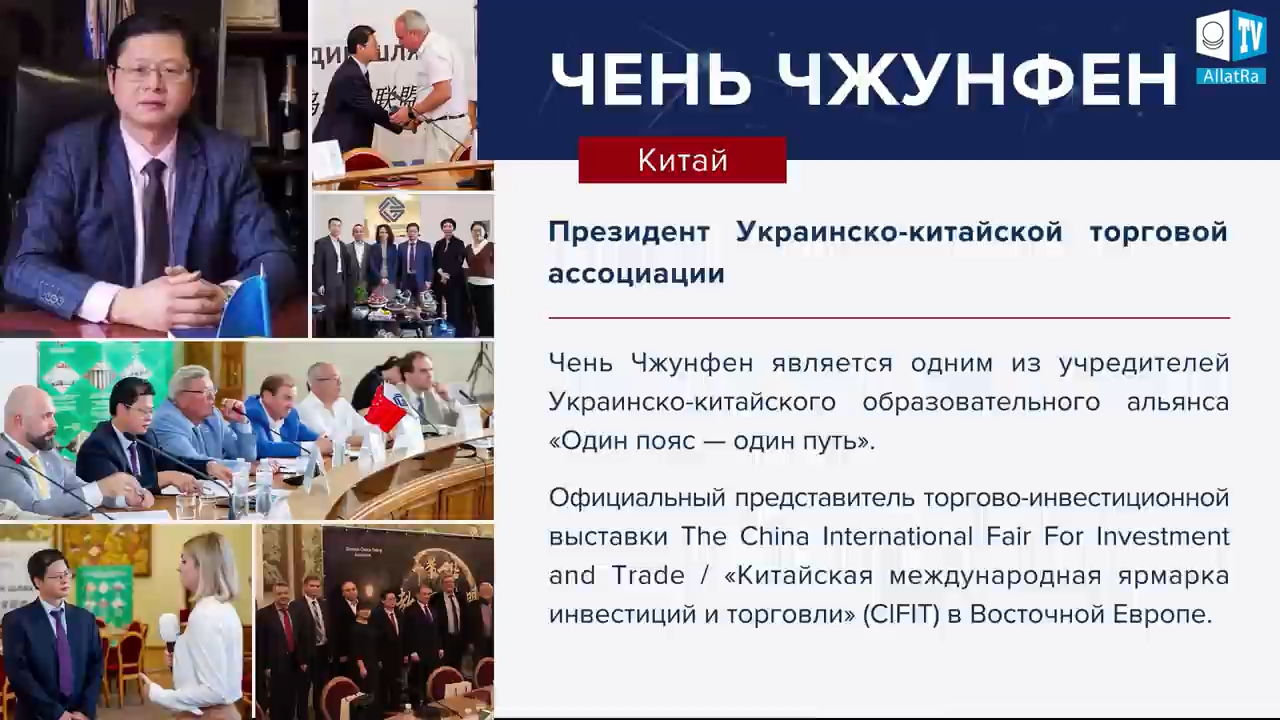 ЧЕНЬ ЧЖУНФЕН
TV
AllatRa
Китай
Президент Украинско-китайской торговой
ассоциации
Чень Чжунфен является одним из учредителей
Украинско-китайского образовательного альянса
«Один пояс — один путь».
Официальный представитель торгово-инвестиционной
выставки The China International Fair For Investment
and Trade / «Китайская международная ярмарка
инвестиций и торговли» (CIFIT) в Восточной Европе.